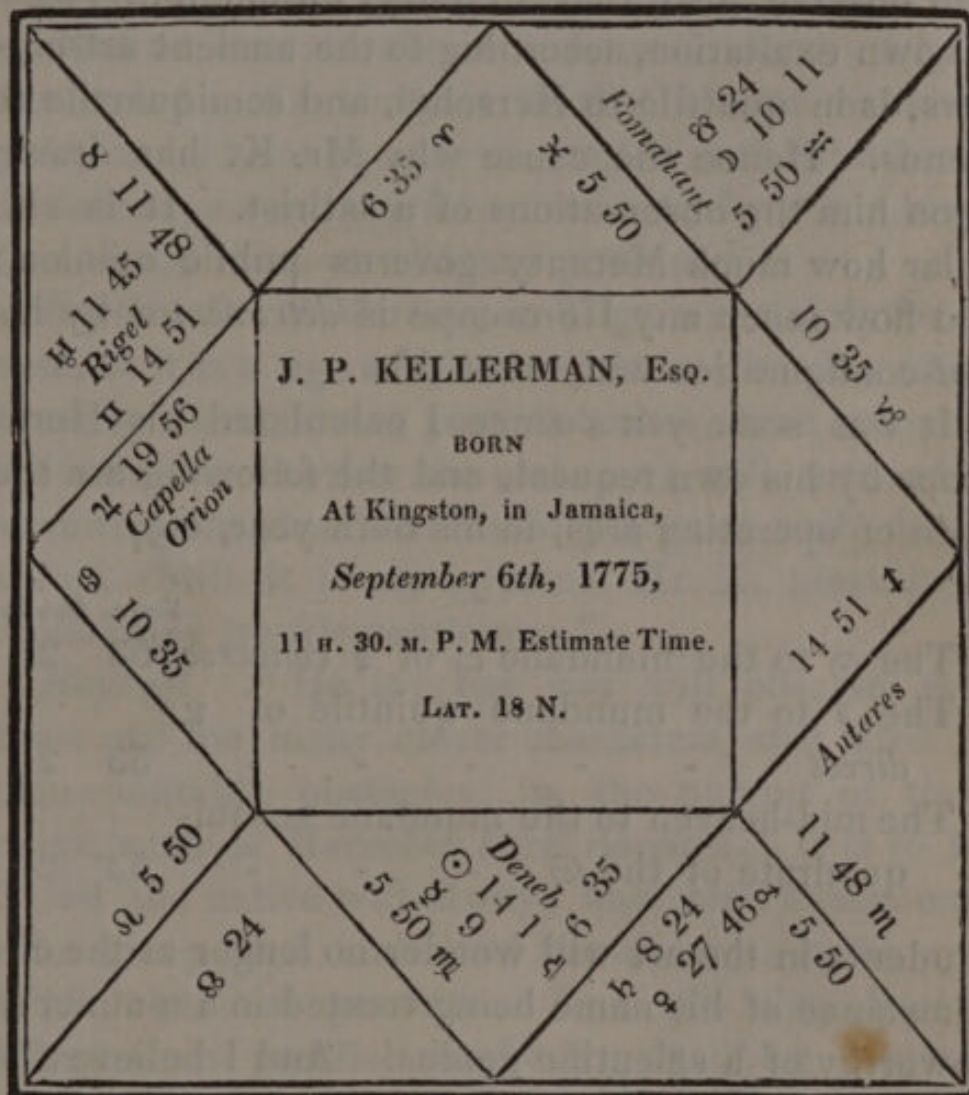 ♉ 11 48
6 35 ♈
♓ 5 50
Fomahant
☋ 24
☽ 10 11
5 50 ♒
♅ 11 45
Rigel
♊ 14 51
♃ 19 56
Capella
Orion
10 35 ♑
J. P. KELLERMAN, Esq.
BORN
At Kingston, in Jamaica,
September 6th, 1775,
11 H. 30. M. P. M. Estimate Time.
LAT. 18 N.
♋ 10 35
14 51 ♐
Antares
♌ 5 50
☊ 24
5 50 ♍
☿ 9
☉ 14 1
Deneb
♎ 6 35
♄ 8 24
♀ 27 46 ♂
5 50
11 48 ♏